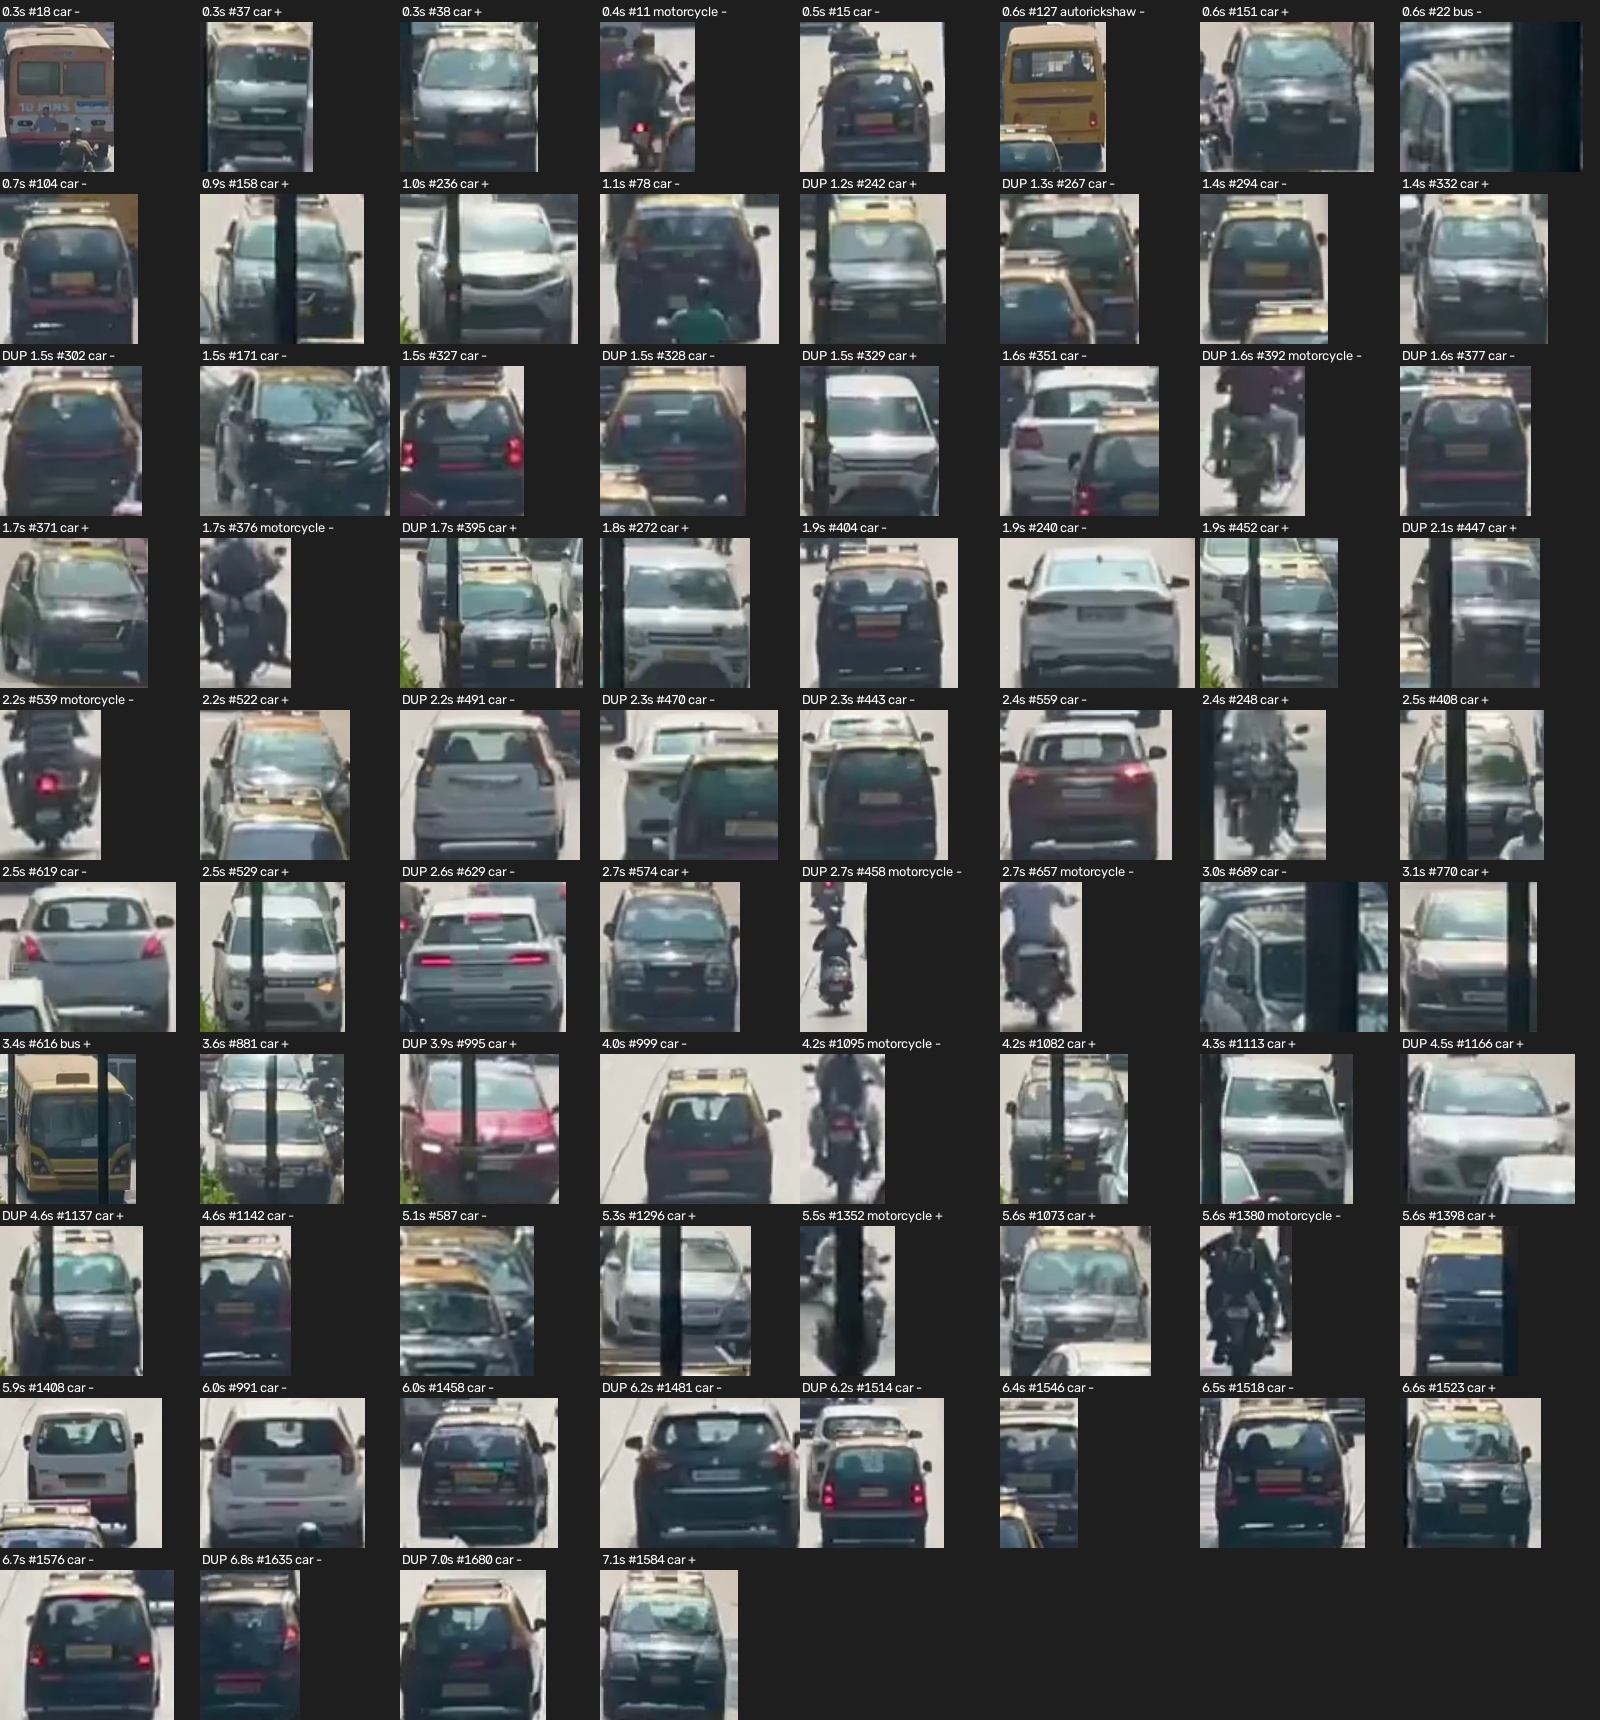 0.3s #18 car - 0.3s #37 car + 0.3s #38 car + 0.4s #11 motorcycle - 0.5s #15 car - 0.6s #127 autorickshaw - 0.6s #151 car + 0.6s #22 bus -
10 MINS
0.7s #104 car - 0.9s #158 car + 1.0s #236 car + 1.1s #78 car - DUP 1.2s #242 car + DUP 1.3s #267 car - 1.4s #294 car - 1.4s #332 car +
DUP 1.5s #302 car - 1.5s #171 car - 1.5s #327 car - DUP 1.5s #328 car - DUP 1.5s #329 car + 1.6s #351 car - DUP 1.6s #392 motorcycle - DUP 1.6s #377 car -
1.7s #371 car + 1.7s #376 motorcycle - DUP 1.7s #395 car + 1.8s #272 car + 1.9s #404 car - 1.9s #240 car - 1.9s #452 car + DUP 2.1s #447 car +
2.2s #539 motorcycle - 2.2s #522 car + DUP 2.2s #491 car - DUP 2.3s #470 car - DUP 2.3s #443 car - 2.4s #559 car - 2.4s #248 car + 2.5s #408 car +
2.5s #619 car - 2.5s #529 car + DUP 2.6s #629 car - 2.7s #574 car + DUP 2.7s #458 motorcycle - 2.7s #657 motorcycle - 3.0s #689 car - 3.1s #770 car +
3.4s #616 bus + 3.6s #881 car + DUP 3.9s #995 car + 4.0s #999 car - 4.2s #1095 motorcycle - 4.2s #1082 car + 4.3s #1113 car + DUP 4.5s #1166 car +
DUP 4.6s #1137 car + 4.6s #1142 car - 5.1s #587 car - 5.3s #1296 car + 5.5s #1352 motorcycle + 5.6s #1073 car + 5.6s #1380 motorcycle - 5.6s #1398 car +
5.9s #1408 car - 6.0s #991 car - 6.0s #1458 car - DUP 6.2s #1481 car - DUP 6.2s #1514 car - 6.4s #1546 car - 6.5s #1518 car - 6.6s #1523 car +
6.7s #1576 car - DUP 6.8s #1635 car - DUP 7.0s #1680 car - 7.1s #1584 car +